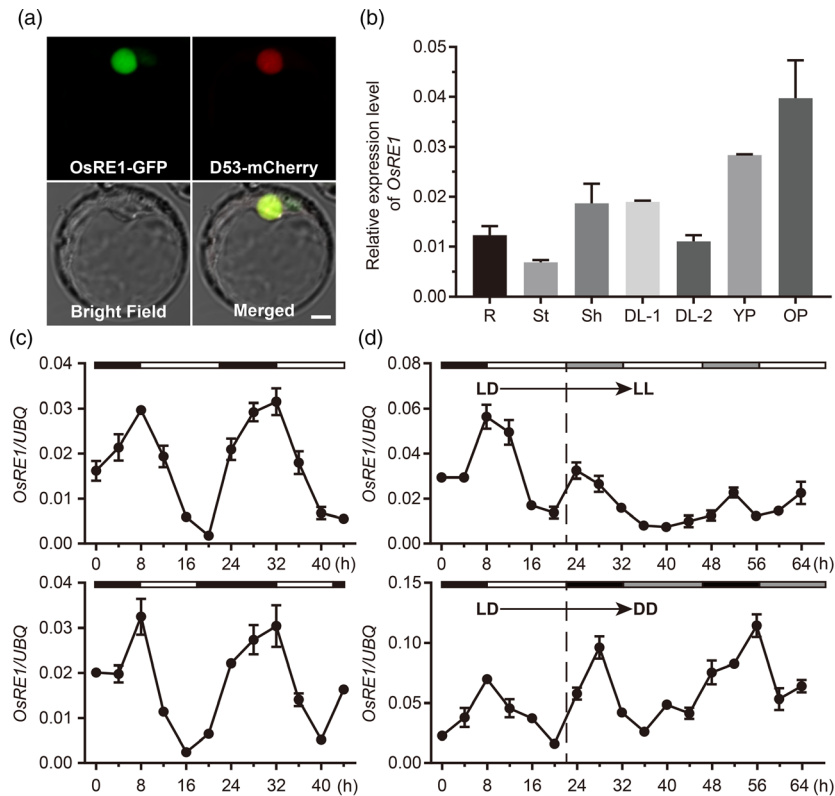 (a)
OsRE1-GFP
D53-mCherry
Bright Field
Merged
(b)
Relative expression level
of OsRE1
0.05
0.04
0.03
0.02
0.01
0.00
R St Sh DL-1 DL-2 YP OP
(c)
OsRE1/UBQ
0.04
0.03
0.02
0.01
0.00
0 8 16 24 32 40 (h)
OsRE1/UBQ
0.04
0.03
0.02
0.01
0.00
0 8 16 24 32 40 (h)
(d)
LD LL
OsRE1/UBQ
0.08
0.06
0.04
0.02
0.00
0 8 16 24 32 40 48 56 64 (h)
LD DD
OsRE1/UBQ
0.15
0.10
0.05
0.00
0 8 16 24 32 40 48 56 64 (h)